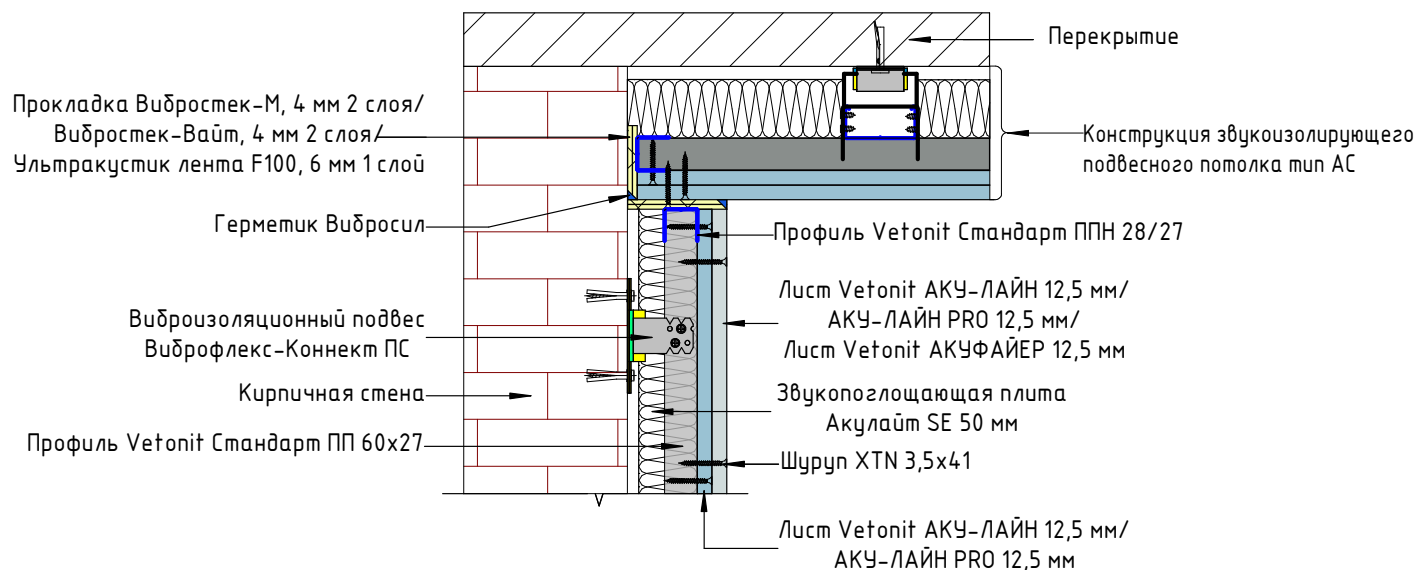 Перекрытие
Прокладка Вибростек-М, 4 мм 2 слоя/
Вибростек-Вайт, 4 мм 2 слоя/
Ультракустик лента F100, 6 мм 1 слой
Конструкция звукоизолирующего
подвесного потолка тип АС
Герметик Вибросил
Профиль Vetonit Стандарт ППН 28/27
Лист Vetonit АКУ-ЛАЙН 12,5 мм/
АКУ-ЛАЙН PRO 12,5 мм/
Лист Vetonit АКУФАЙЕР 12,5 мм
Виброизоляционный подвес
Виброфлекс-Коннект ПС
Кирпичная стена
Звукопоглощающая плита
Акулайт SE 50 мм
Профиль Vetonit Стандарт ПП 60х27
Шуруп XTN 3,5х41
Лист Vetonit АКУ-ЛАЙН 12,5 мм/
АКУ-ЛАЙН PRO 12,5 мм